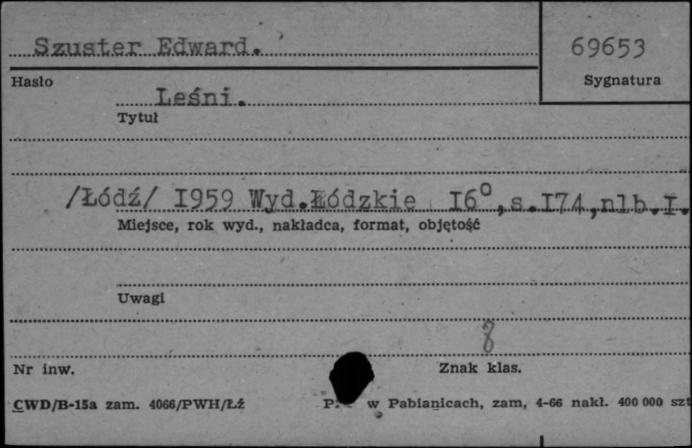 Szuster Edward.
69653
Hasło
Sygnatura
Leśni.
Tytuł
/Łódź/ 1959 Wyd.Łódzkie 16°,s.174,nlb.1.
Miejsce, rok wyd., nakładca, format, objętość
Uwagi
8
Nr inw.
Znak klas.
CWD/B-15a zam. 4066/PWH/Łź
w Pabianicach, zam, 4-66 nakł. 400 000 szt